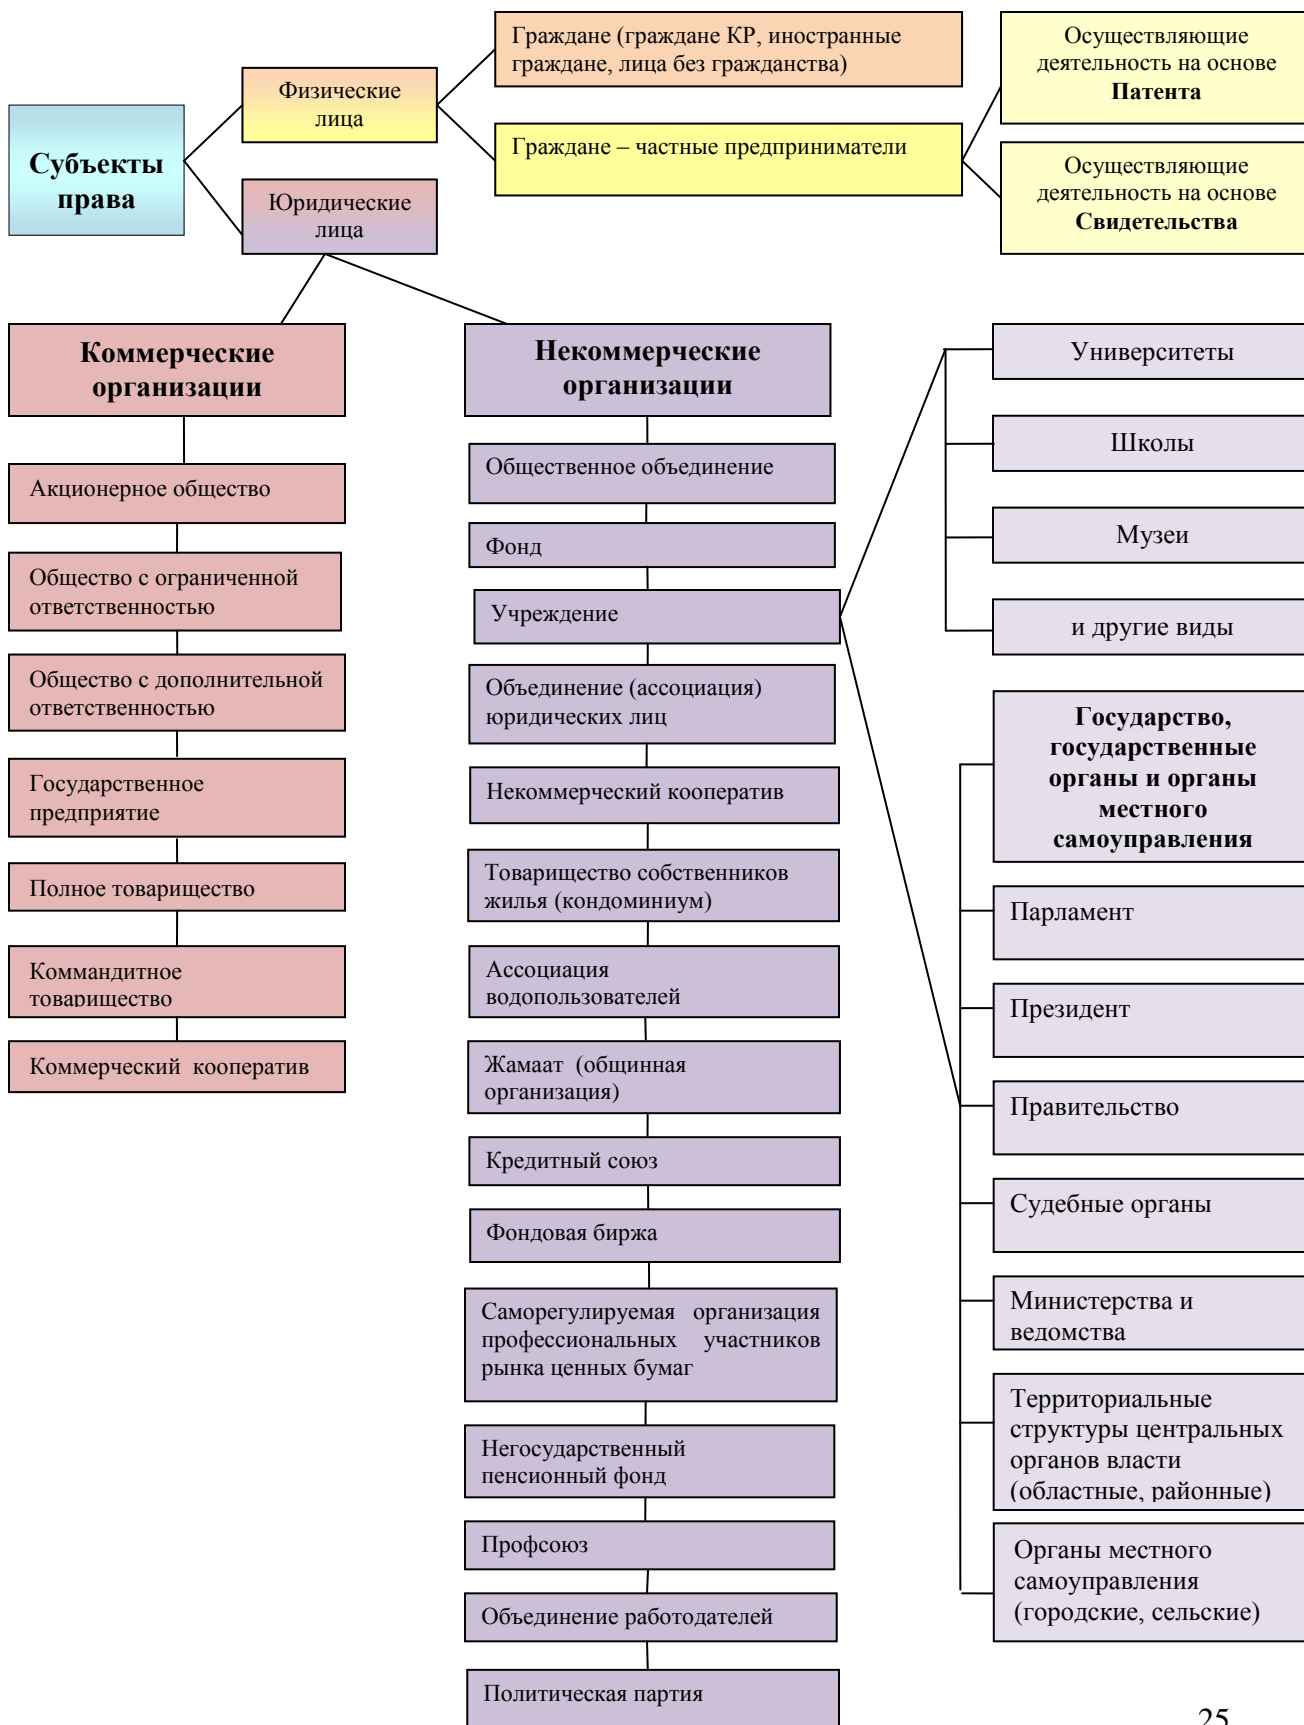 Субъекты
права
Физические
лица
Юридические
лица
Граждане (граждане КР, иностранные
граждане, лица без гражданства)
Граждане – частные предприниматели
Осуществляющие
деятельность на основе
Патента
Осуществляющие
деятельность на основе
Свидетельства
Коммерческие
организации
Акционерное общество
Общество с ограниченной
ответственностью
Общество с дополнительной
ответственностью
Государственное
предприятие
Полное товарищество
Коммандитное
товарищество
Коммерческий кооператив
Некоммерческие
организации
Общественное объединение
Фонд
Учреждение
Объединение (ассоциация)
юридических лиц
Некоммерческий кооператив
Товарищество собственников
жилья (кондоминиум)
Ассоциация
водопользователей
Жамаат (общинная
организация)
Кредитный союз
Фондовая биржа
Саморегулируемая организация
профессиональных участников
рынка ценных бумаг
Негосударственный
пенсионный фонд
Профсоюз
Объединение работодателей
Политическая партия
Университеты
Школы
Музеи
и другие виды
Государство,
государственные
органы и органы
местного
самоуправления
Парламент
Президент
Правительство
Судебные органы
Министерства и
ведомства
Территориальные
структуры центральных
органов власти
(областные, районные)
Органы местного
самоуправления
(городские, сельские)
25